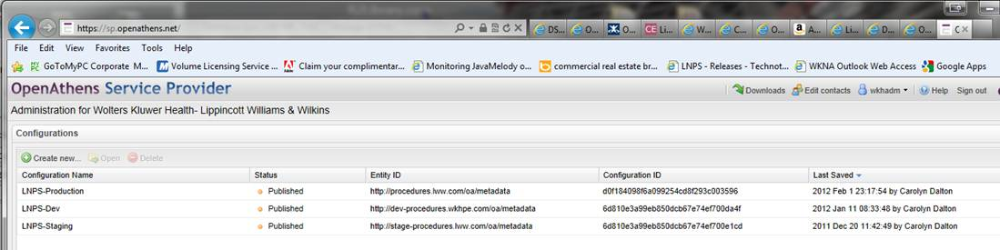 https://sp.openathens.net/
DS...
O...
O...
Li...
W...
C...
O...
A...
Li...
D...
O...
File Edit View Favorites Tools Help
GoToMyPC Corporate M... Volume Licensing Service ... Claim your complimentar... Monitoring JavaMelody o... commercial real estate br... LNPS - Releases - Technot... WKNA Outlook Web Access Google Apps
OpenAthens Service Provider
Downloads Edit contacts wkhadm Help Sign out
Administration for Wolters Kluwer Health- Lippincott Williams & Wilkins
Configurations
Create new... Open Delete
Configuration Name Status Entity ID Configuration ID Last Saved
LNPS-Production Published http://procedures.lww.com/oa/metadata d0f184098f6a099254cd8f293c003596 2012 Feb 1 23:17:54 by Carolyn Dalton
LNPS-Dev Published http://dev-procedures.wkhpe.com/oa/metadata 6d810e3a99eb850dcb67e74ef700da4f 2012 Jan 11 08:33:48 by Carolyn Dalton
LNPS-Staging Published http://stage-procedures.lww.com/oa/metadata 6d810e3a99eb850dcb67e74ef700e1cd 2011 Dec 20 11:42:49 by Carolyn Dalton